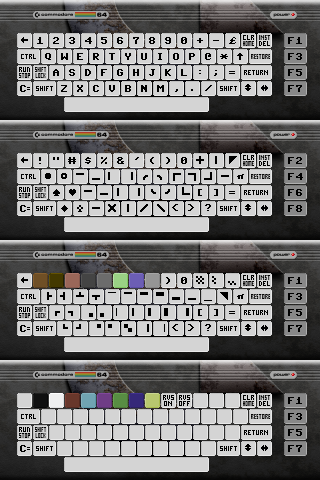 commodore 64 power
← 1 2 3 4 5 6 7 8 9 0 + - £ CLR HOME INST DEL F1
CTRL Q W E R T Y U I O P @ * ↑ RESTORE F3
RUN STOP SHIFT LOCK A S D F G H J K L : ; = RETURN F5
C= SHIFT Z X C V B N M , . / SHIFT F7
commodore 64 power
← ! " # $ % & ' ( ) 0 + CLR HOME INST DEL F2
CTRL RESTORE F4
RUN STOP SHIFT LOCK [ ] = RETURN F6
C= SHIFT < > ? SHIFT F8
commodore 64 power
← ) 0 CLR HOME INST DEL F1
CTRL RESTORE F3
RUN STOP SHIFT LOCK [ ] = RETURN F5
C= SHIFT < > ? SHIFT F7
commodore 64 power
RVS ON RVS OFF CLR HOME INST DEL F1
CTRL RESTORE F3
RUN STOP SHIFT LOCK RETURN F5
C= SHIFT SHIFT F7